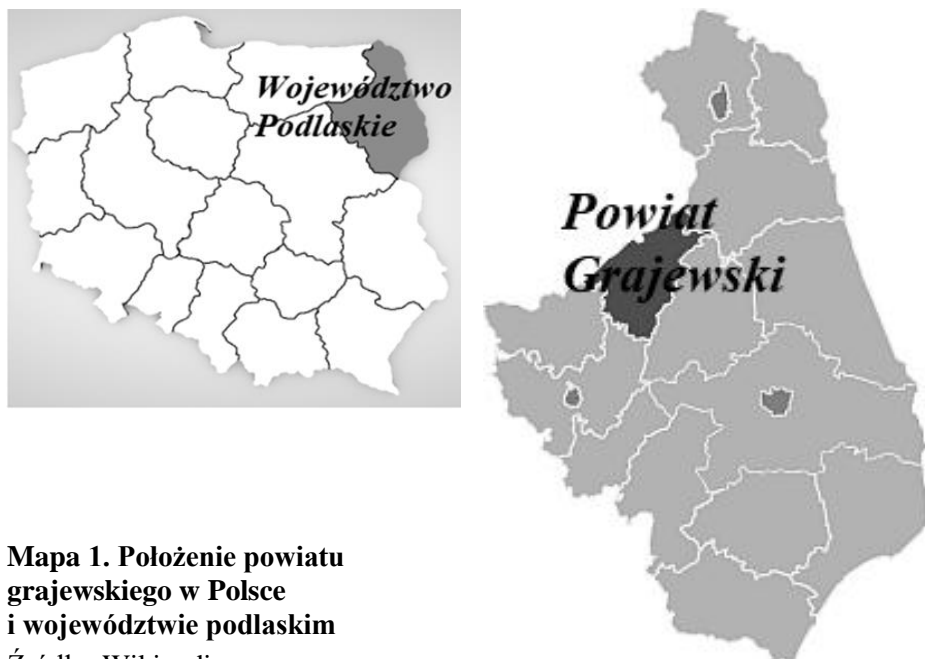 Województwo
Podlaskie
Powiat
Grajewski
Mapa 1. Położenie powiatu
grajewskiego w Polsce
i województwie podlaskim